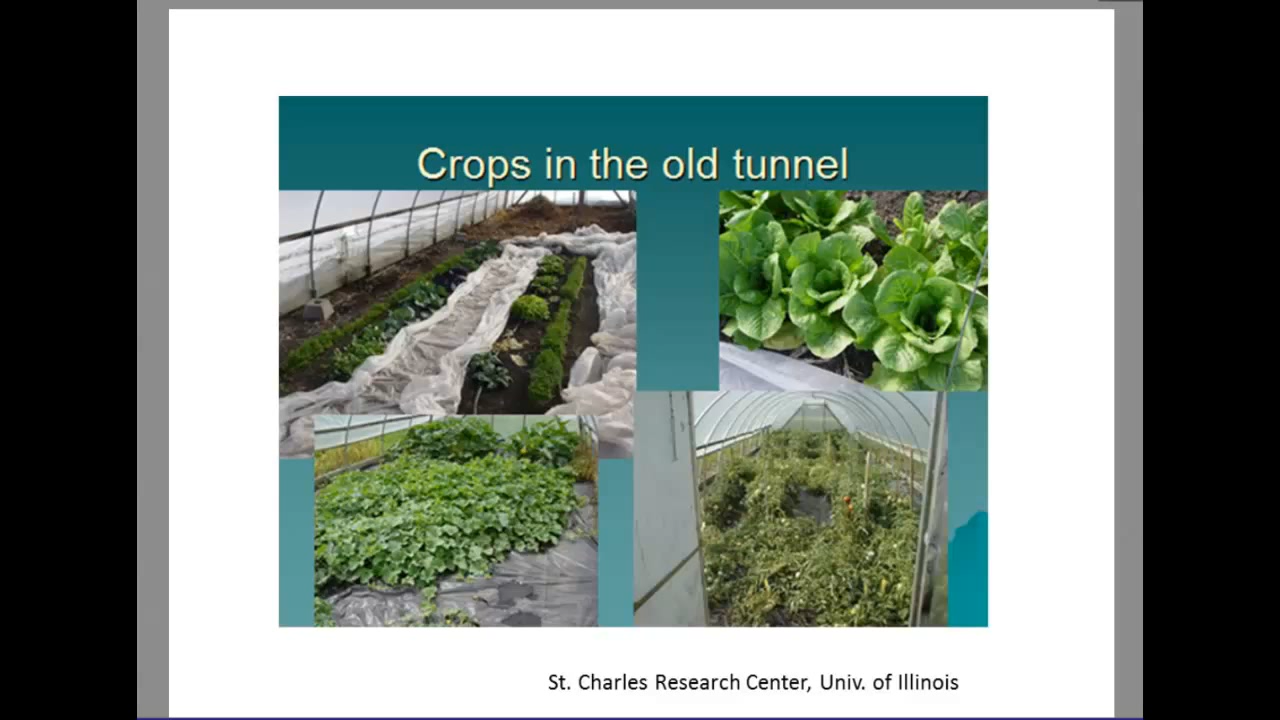 Crops in the old tunnel
St. Charles Research Center, Univ. of Illinois